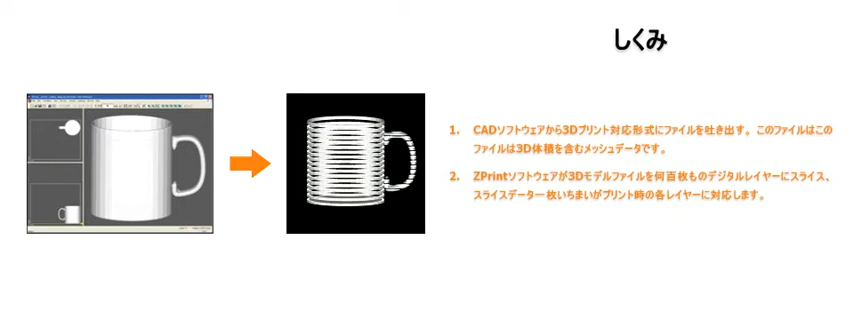 しくみ
1. CADソフトウェアから3Dプリント対応形式にファイルを吐き出す。このファイルはこの
ファイルは3D体積を含むメッシュデータです。
2. ZPrintソフトウェアが3Dモデルファイルを何百枚ものデジタルレイヤーにスライス、
スライスデータ一枚いちまいがプリント時の各レイヤーに対応します。